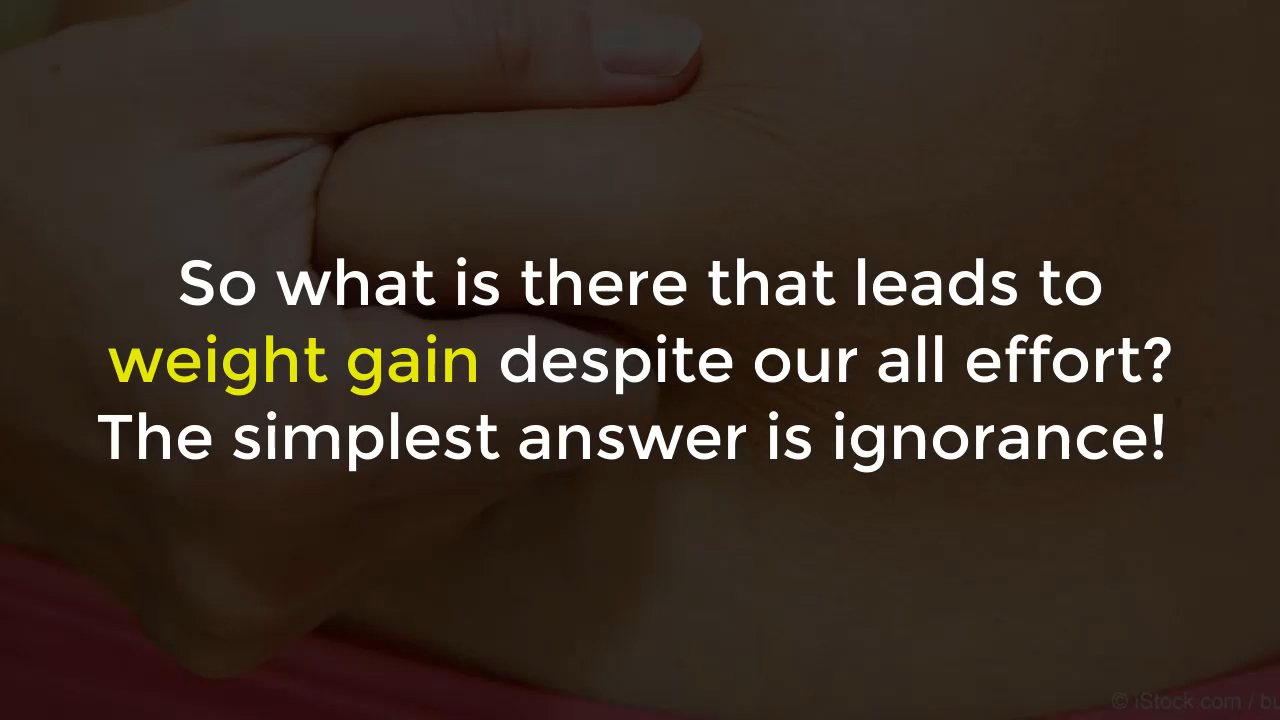 So what is there that leads to
weight gain despite our all effort?
The simplest answer is ignorance!
© iStock.com /